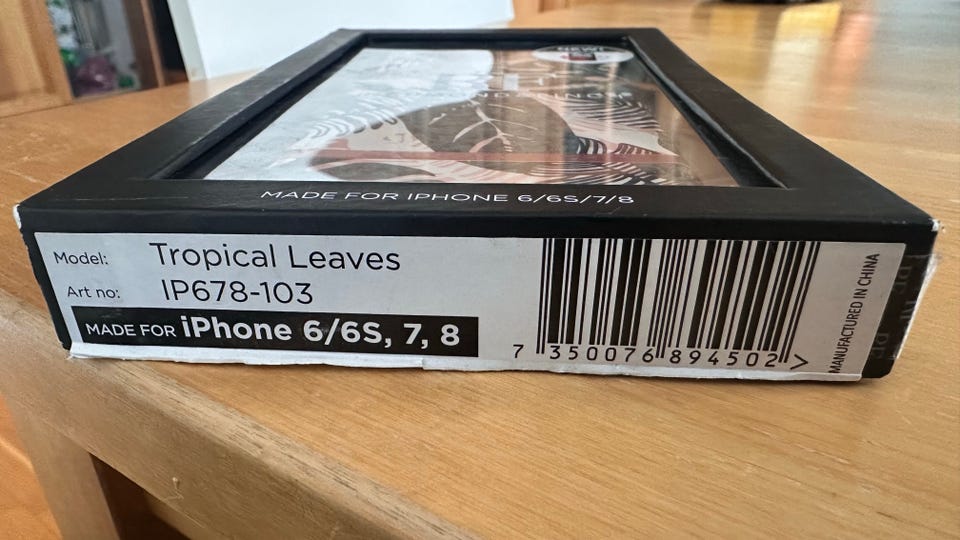 NEW!
MADE FOR IPHONE 6/6S/7/8
Model: Tropical Leaves
Art no: IP678-103
MADE FOR iPhone 6/6S, 7, 8
7 350076 894502 >
MANUFACTURED IN CHINA